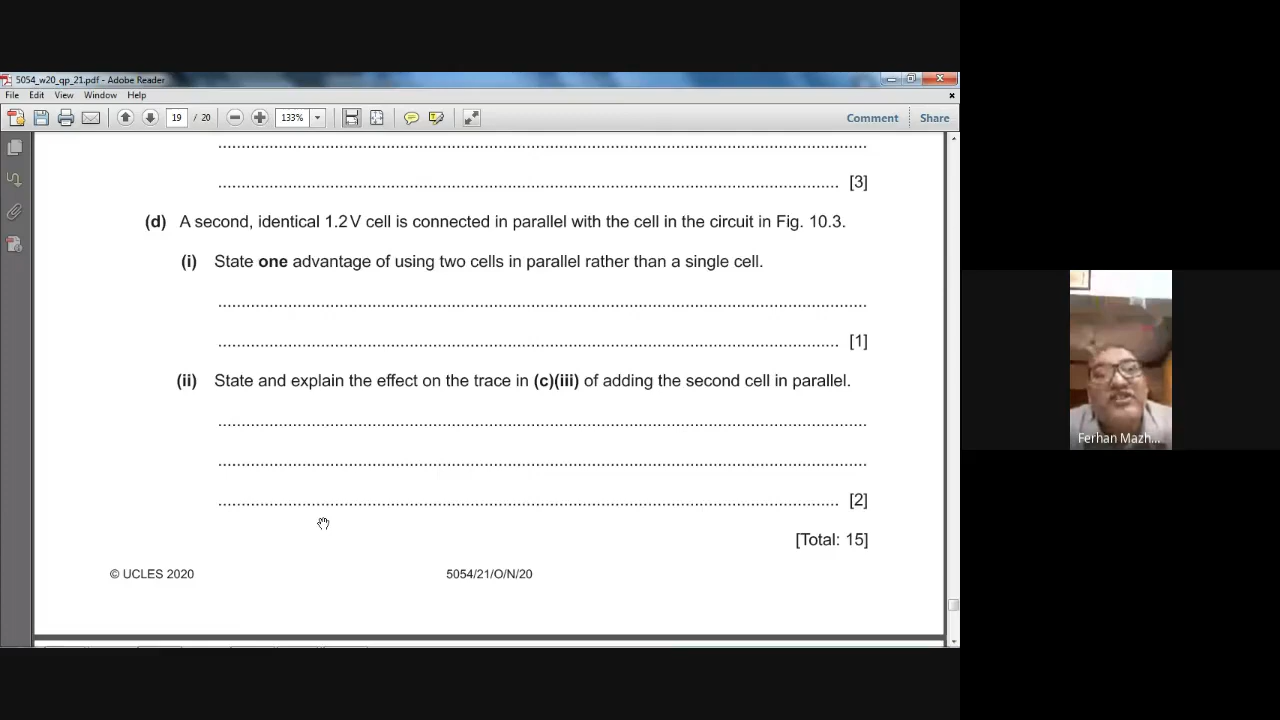 5054_w20_qp_21.pdf - Adobe Reader
File Edit View Window Help
19 / 20 133% Comment Share
[3]
(d) A second, identical 1.2 V cell is connected in parallel with the cell in the circuit in Fig. 10.3.
(i) State one advantage of using two cells in parallel rather than a single cell.
[1]
(ii) State and explain the effect on the trace in (c)(iii) of adding the second cell in parallel.
[2]
[Total: 15]
© UCLES 2020 5054/21/O/N/20
Ferhan Mazh...